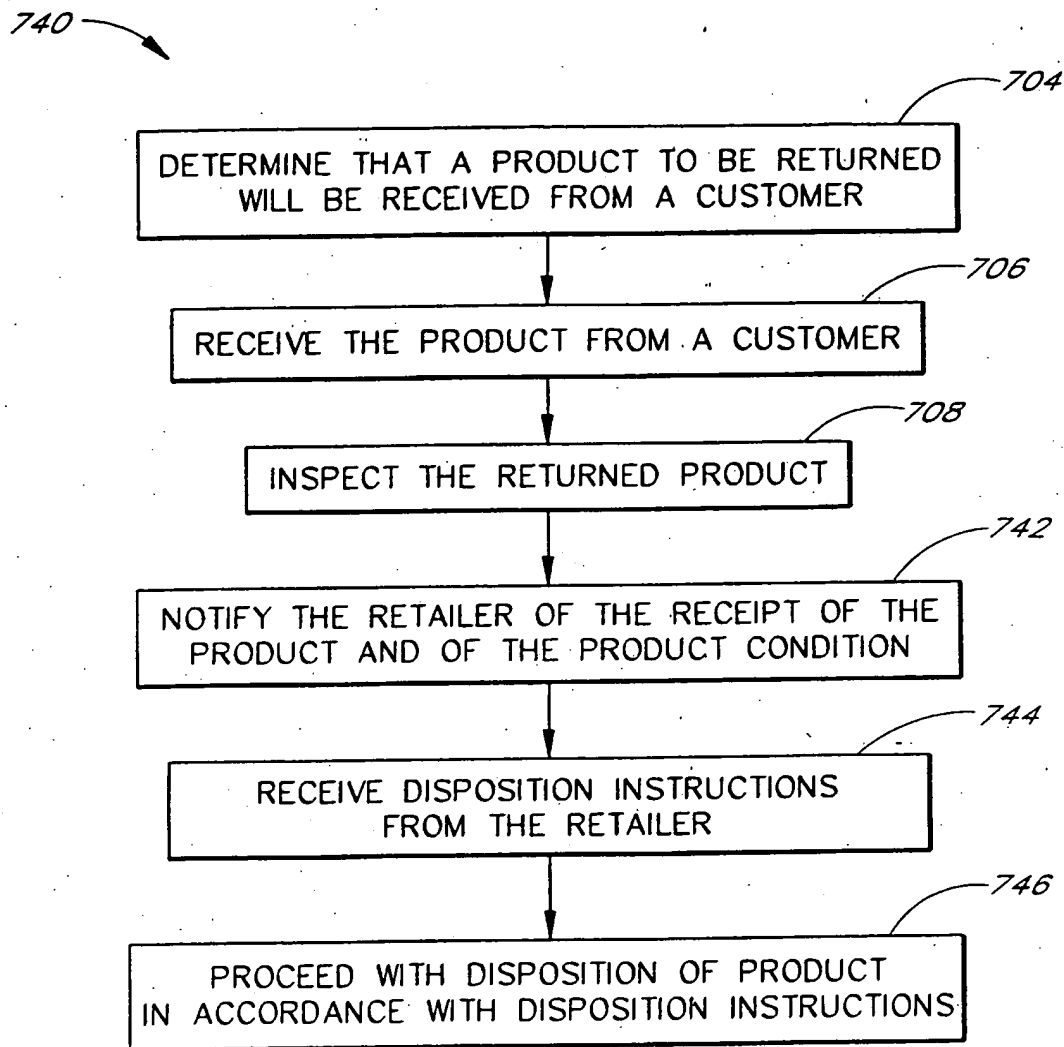 740
704
DETERMINE THAT A PRODUCT TO BE RETURNED
WILL BE RECEIVED FROM A CUSTOMER
706
RECEIVE THE PRODUCT FROM A CUSTOMER
708
INSPECT THE RETURNED PRODUCT
742
NOTIFY THE RETAILER OF THE RECEIPT OF THE
PRODUCT AND OF THE PRODUCT CONDITION
744
RECEIVE DISPOSITION INSTRUCTIONS
FROM THE RETAILER
746
PROCEED WITH DISPOSITION OF PRODUCT
IN ACCORDANCE WITH DISPOSITION INSTRUCTIONS